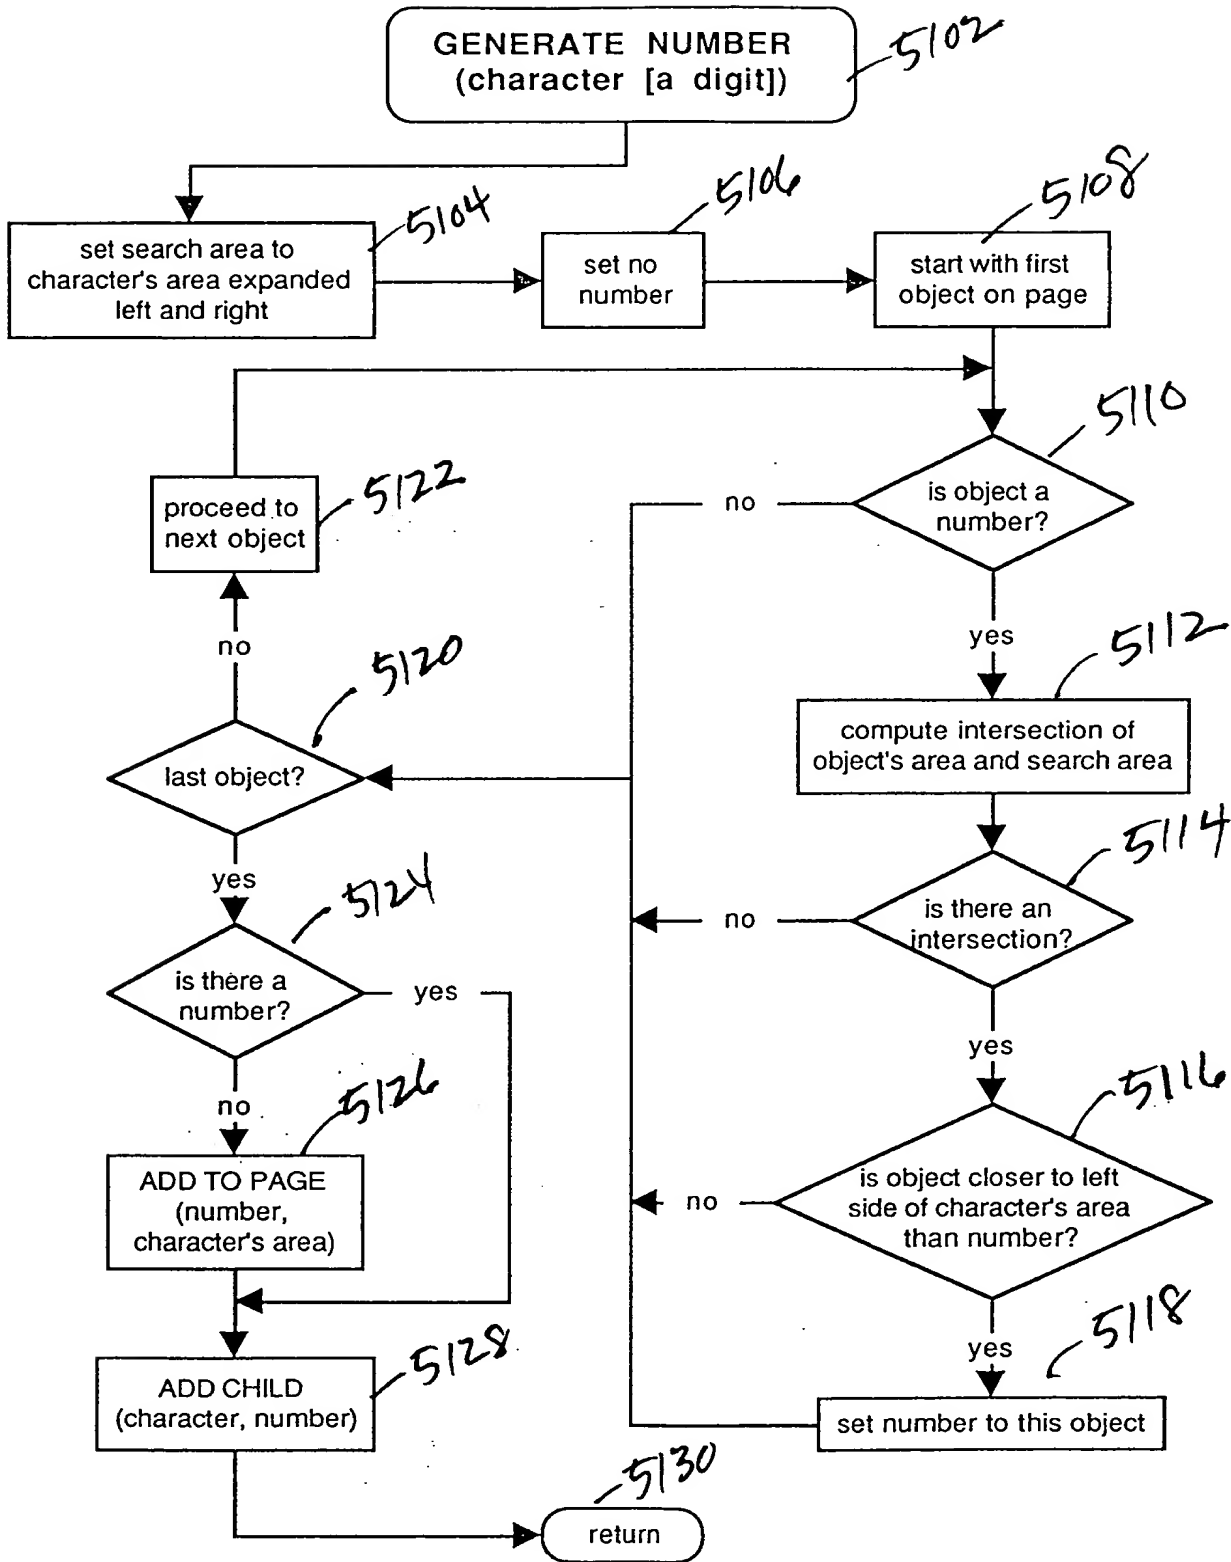 GENERATE NUMBER
(character [a digit])
5102
set search area to
character's area expanded
left and right
5104
set no
number
5106
start with first
object on page
5108
is object a
number?
5110
no
yes
compute intersection of
object's area and search area
5112
is there an
intersection?
5114
no
yes
is object closer to left
side of character's area
than number?
5116
no
yes
set number to this object
5118
proceed to
next object
5122
no
last object?
5120
yes
is there a
number?
5124
yes
no
ADD TO PAGE
(number,
character's area)
5126
ADD CHILD
(character, number)
5128
return
5130